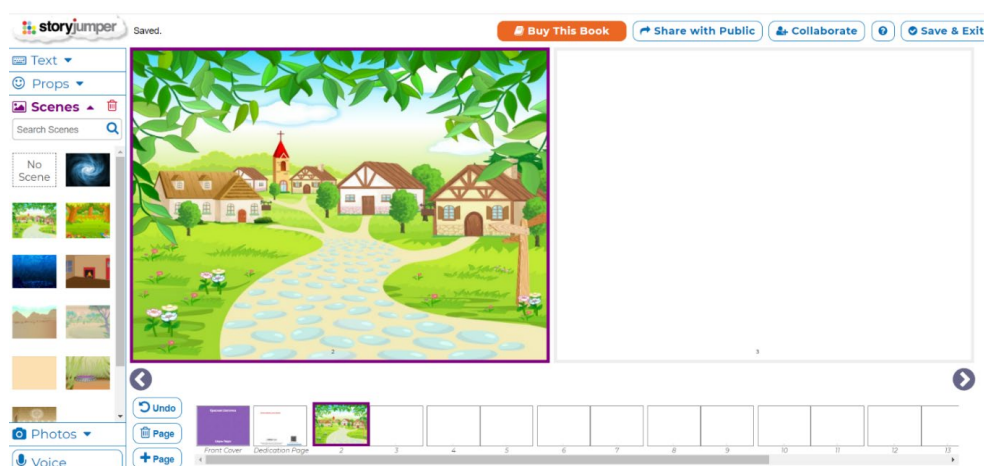 storyjumper
Saved.
Buy This Book
Share with Public
Collaborate
?
Save & Exit
Text
Props
Scenes
Search Scenes
No
Scene
Photos
Voice
2
3
Undo
Page
Page
Front Cover
Dedication Page
2
3
4
5
6
7
8
9
10
11
12
13